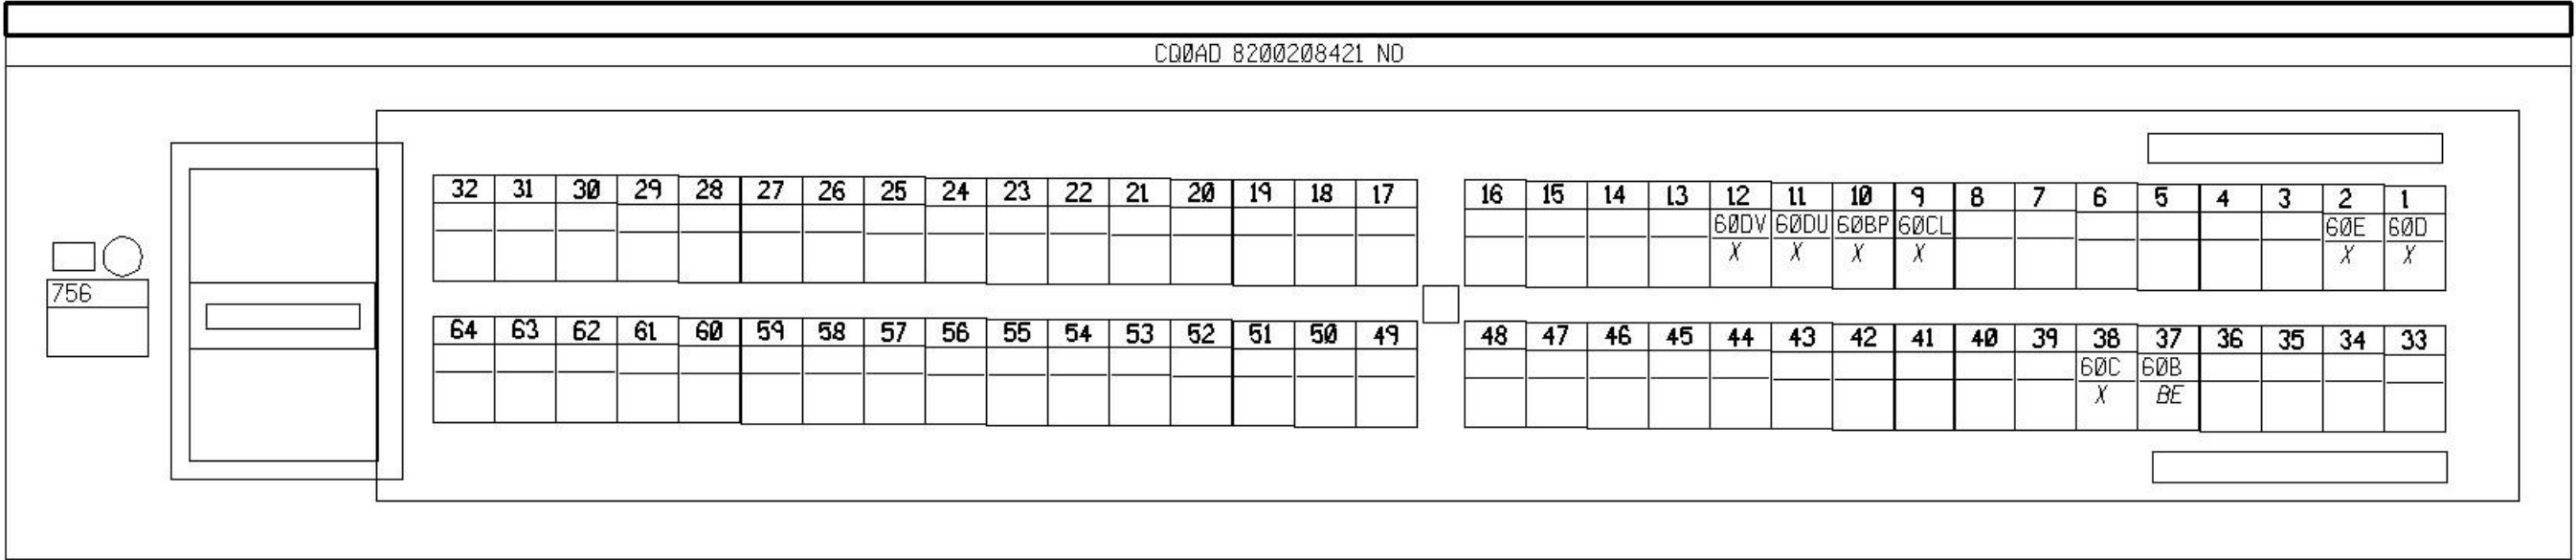 CQØAD 8200208421 NO
32 31 30 29 28 27 26 25 24 23 22 21 20 19 18 17 16 15 14 13 12 11 10 9 8 7 6 5 4 3 2 1
60DV 60DU 60BP 60CL 60E 60D
X X X X X X
756
64 63 62 61 60 59 58 57 56 55 54 53 52 51 50 49 48 47 46 45 44 43 42 41 40 39 38 37 36 35 34 33
60C 60B
X BE